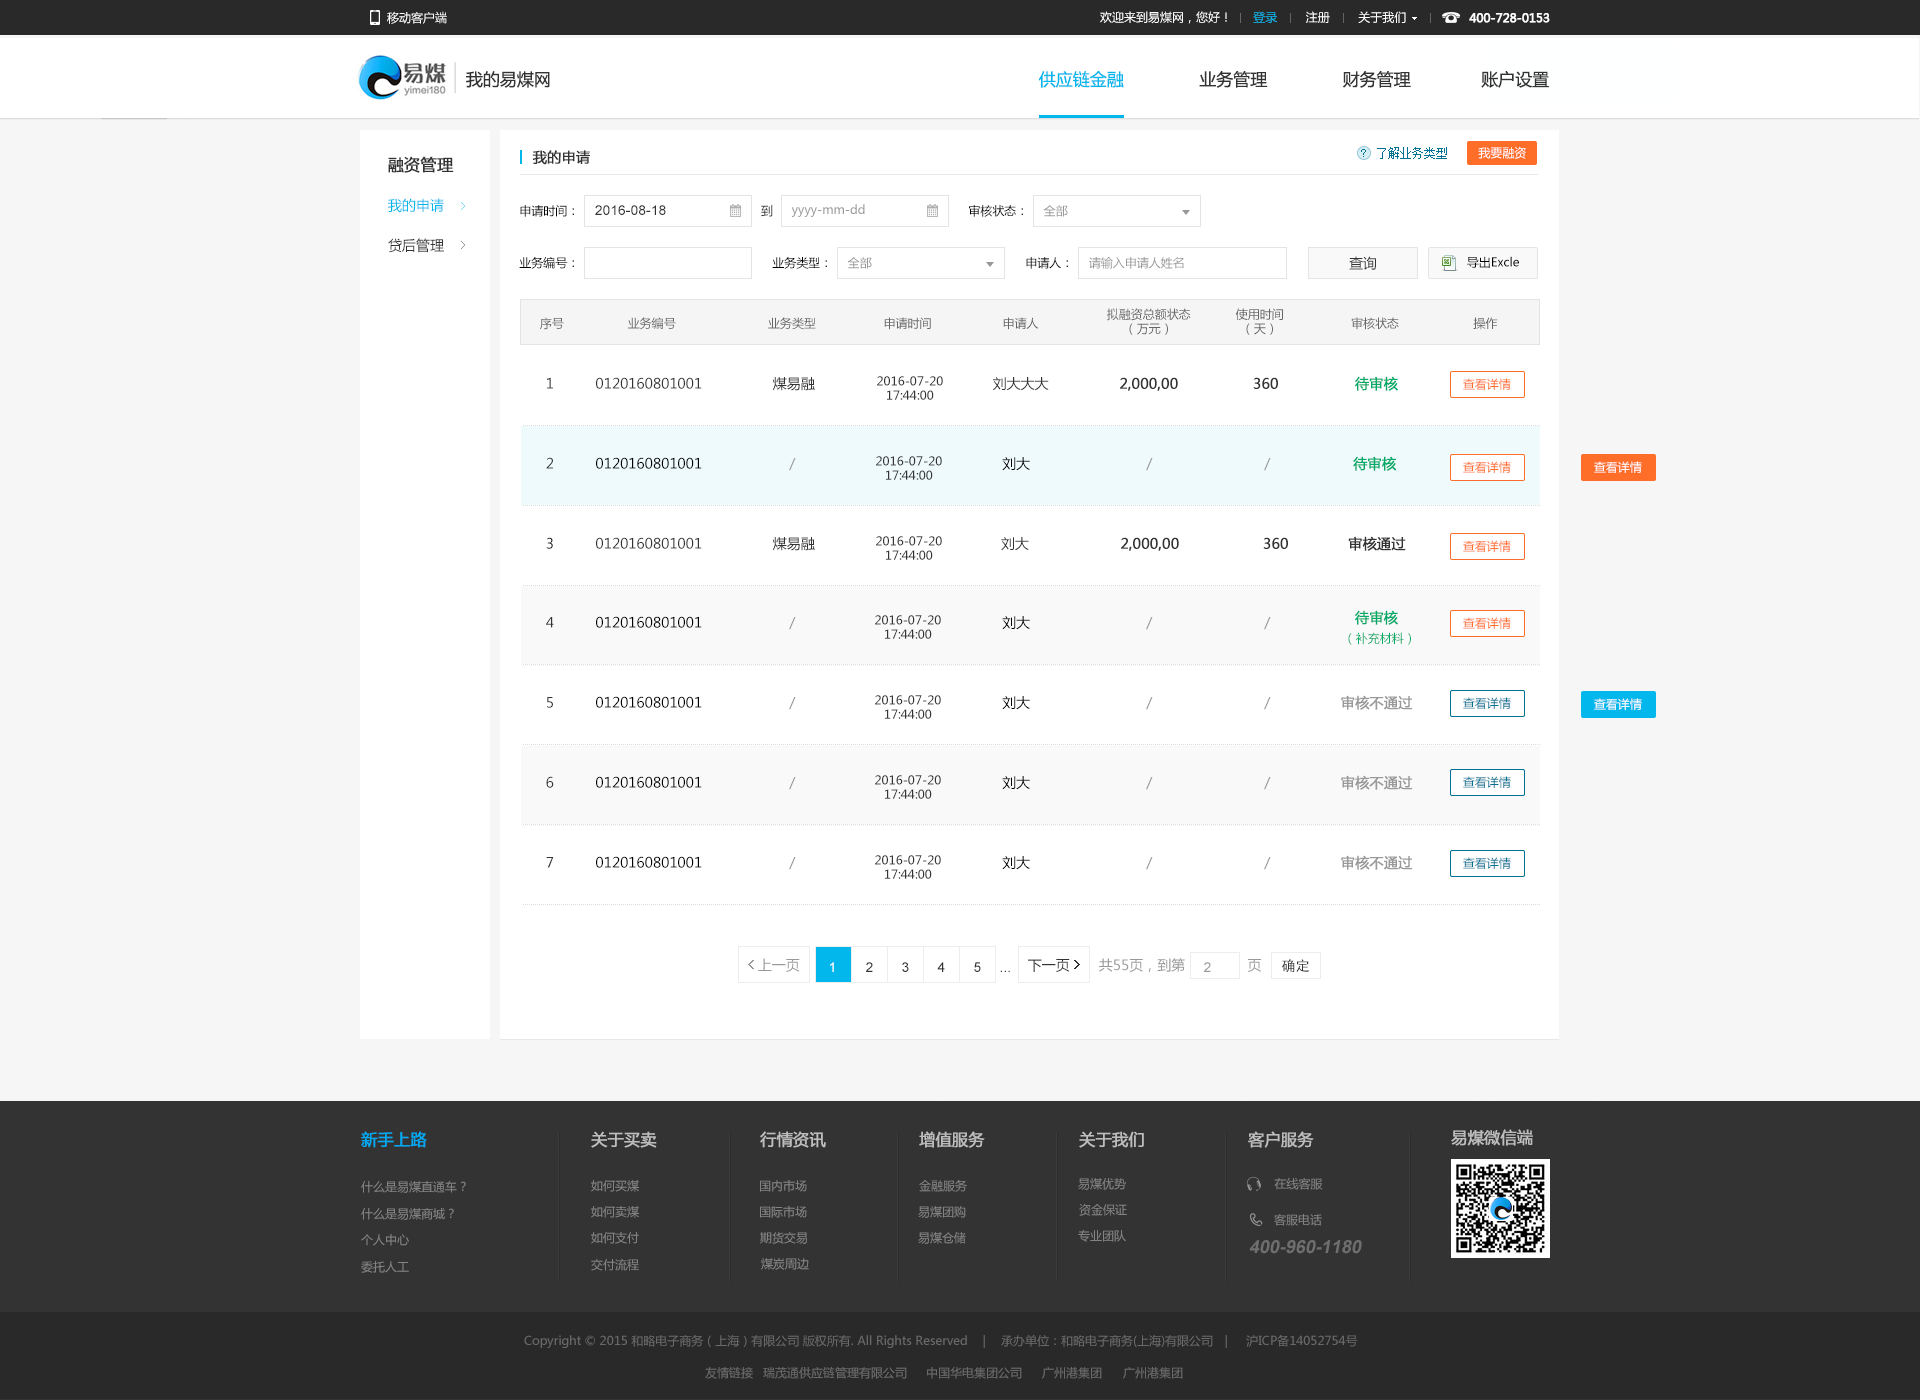 移动客户端
欢迎来到易煤网，您好！ 登录 注册 关于我们 400-728-0153
易煤
yimei180
我的易煤网
供应链金融 业务管理 财务管理 账户设置
融资管理
我的申请
贷后管理
我的申请
了解业务类型 我要融资
申请时间： 2016-08-18 到 yyyy-mm-dd 审核状态： 全部
业务编号： 业务类型： 全部 申请人： 请输入申请人姓名 查询 导出Excle
序号 业务编号 业务类型 申请时间 申请人 拟融资总额状态（万元） 使用时间（天） 审核状态 操作
1 0120160801001 煤易融 2016-07-20 17:44:00 刘大大大 2,000,00 360 待审核 查看详情
2 0120160801001 / 2016-07-20 17:44:00 刘大 / / 待审核 查看详情 查看详情
3 0120160801001 煤易融 2016-07-20 17:44:00 刘大 2,000,00 360 审核通过 查看详情
4 0120160801001 / 2016-07-20 17:44:00 刘大 / / 待审核（补充材料） 查看详情
5 0120160801001 / 2016-07-20 17:44:00 刘大 / / 审核不通过 查看详情 查看详情
6 0120160801001 / 2016-07-20 17:44:00 刘大 / / 审核不通过 查看详情
7 0120160801001 / 2016-07-20 17:44:00 刘大 / / 审核不通过 查看详情
上一页 1 2 3 4 5 ... 下一页 共55页，到第 2 页 确定
新手上路
什么是易煤直通车？
什么是易煤商城？
个人中心
委托人工
关于买卖
如何买煤
如何卖煤
如何支付
交付流程
行情资讯
国内市场
国际市场
期货交易
煤炭周边
增值服务
金融服务
易煤团购
易煤仓储
关于我们
易煤优势
资金保证
专业团队
客户服务
在线客服
客服电话
400-960-1180
易煤微信端
Copyright © 2015 和略电子商务（上海）有限公司 版权所有. All Rights Reserved | 承办单位：和略电子商务(上海)有限公司 | 沪ICP备14052754号
友情链接 瑞茂通供应链管理有限公司 中国华电集团公司 广州港集团 广州港集团